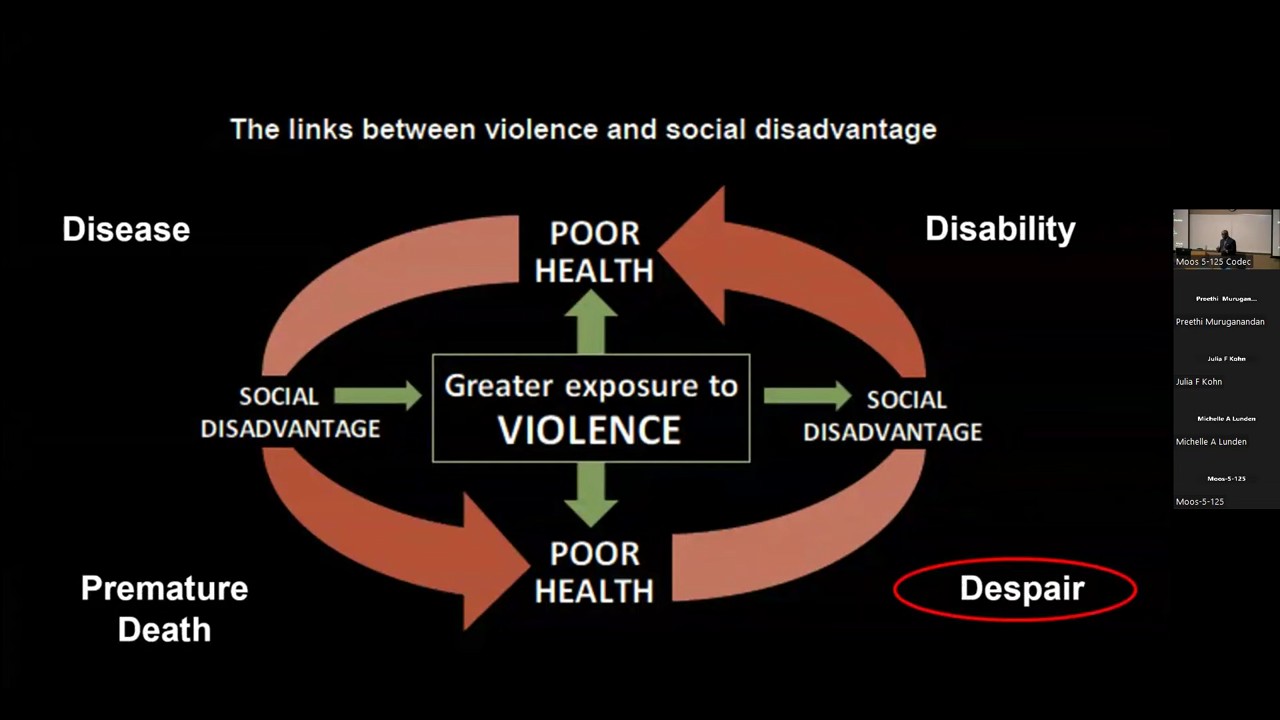 The links between violence and social disadvantage
Disease
POOR
HEALTH
Disability
SOCIAL
DISADVANTAGE
Greater exposure to
VIOLENCE
SOCIAL
DISADVANTAGE
POOR
HEALTH
Premature
Death
Despair
Moos 5-125 Codec
Preethi Murugan...
Preethi Muruganandan
Julia F Kohn
Julia F Kohn
Michelle A Lunden
Michelle A Lunden
Moos-5-125
Moos-5-125